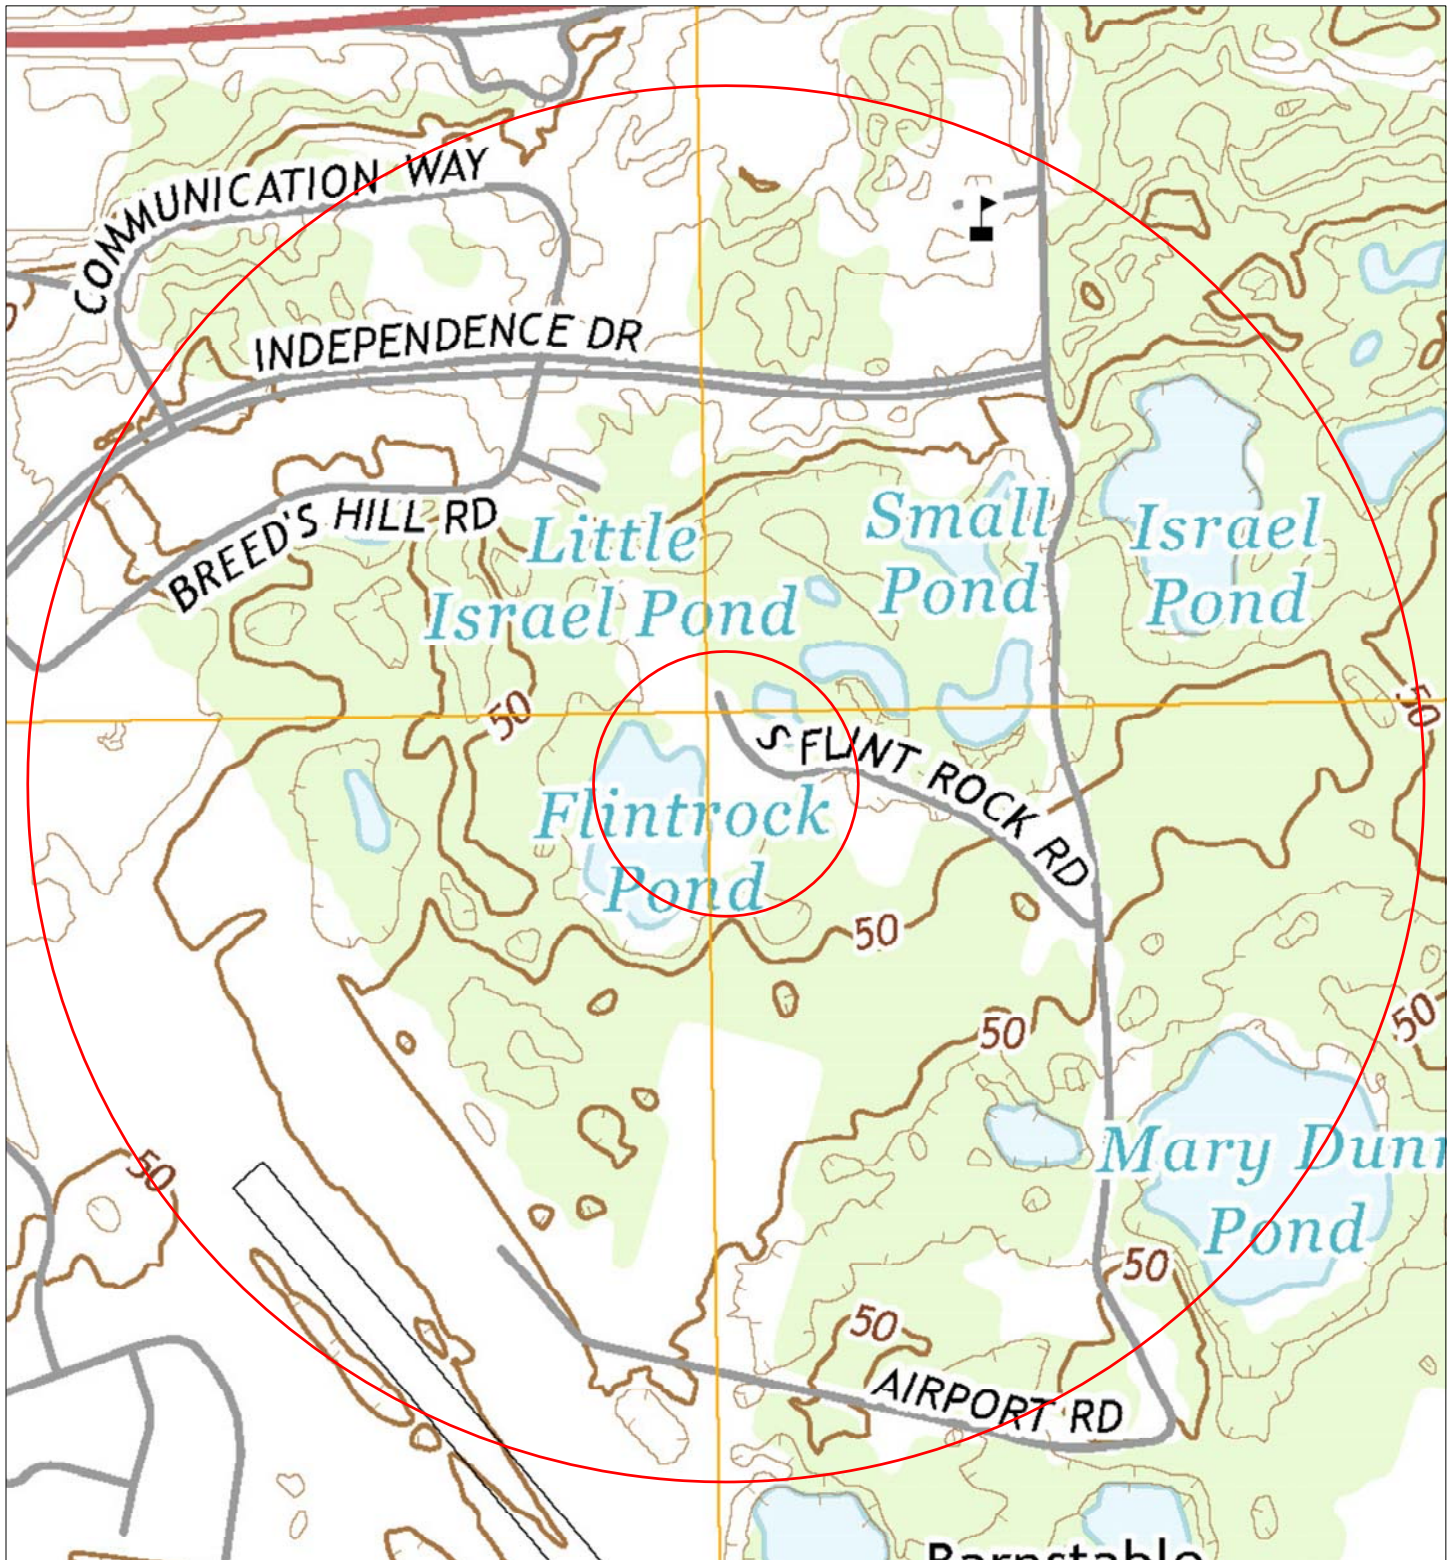 COMMUNICATION WAY
INDEPENDENCE DR
BREED'S HILL RD
Little
Israel Pond
Small
Pond
Israel
Pond
50
50
S FLINT ROCK RD
Flintrock
Pond
50
50
50
Mary Dunn
Pond
50
50
50
AIRPORT RD
Barnstable